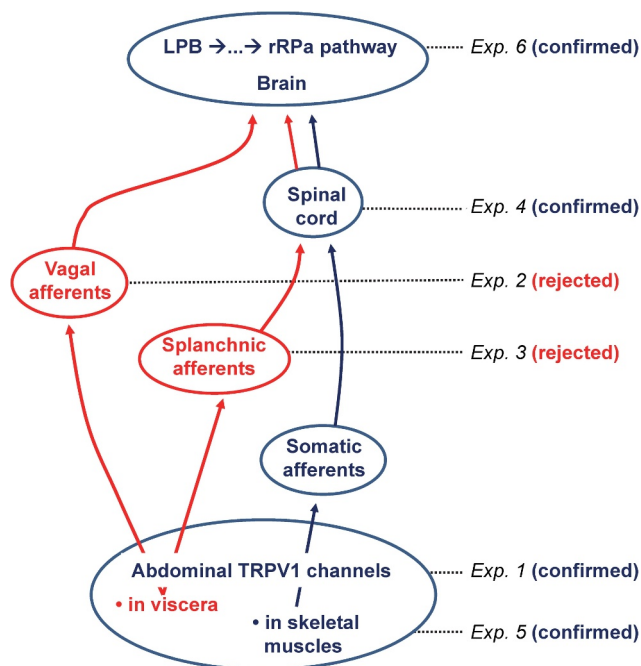 LPB →...→ rRPa pathway
Brain
Exp. 6 (confirmed)
Spinal
cord
Exp. 4 (confirmed)
Vagal
afferents
Exp. 2 (rejected)
Splanchnic
afferents
Exp. 3 (rejected)
Somatic
afferents
Abdominal TRPV1 channels
Exp. 1 (confirmed)
• in viscera
• in skeletal
muscles
Exp. 5 (confirmed)